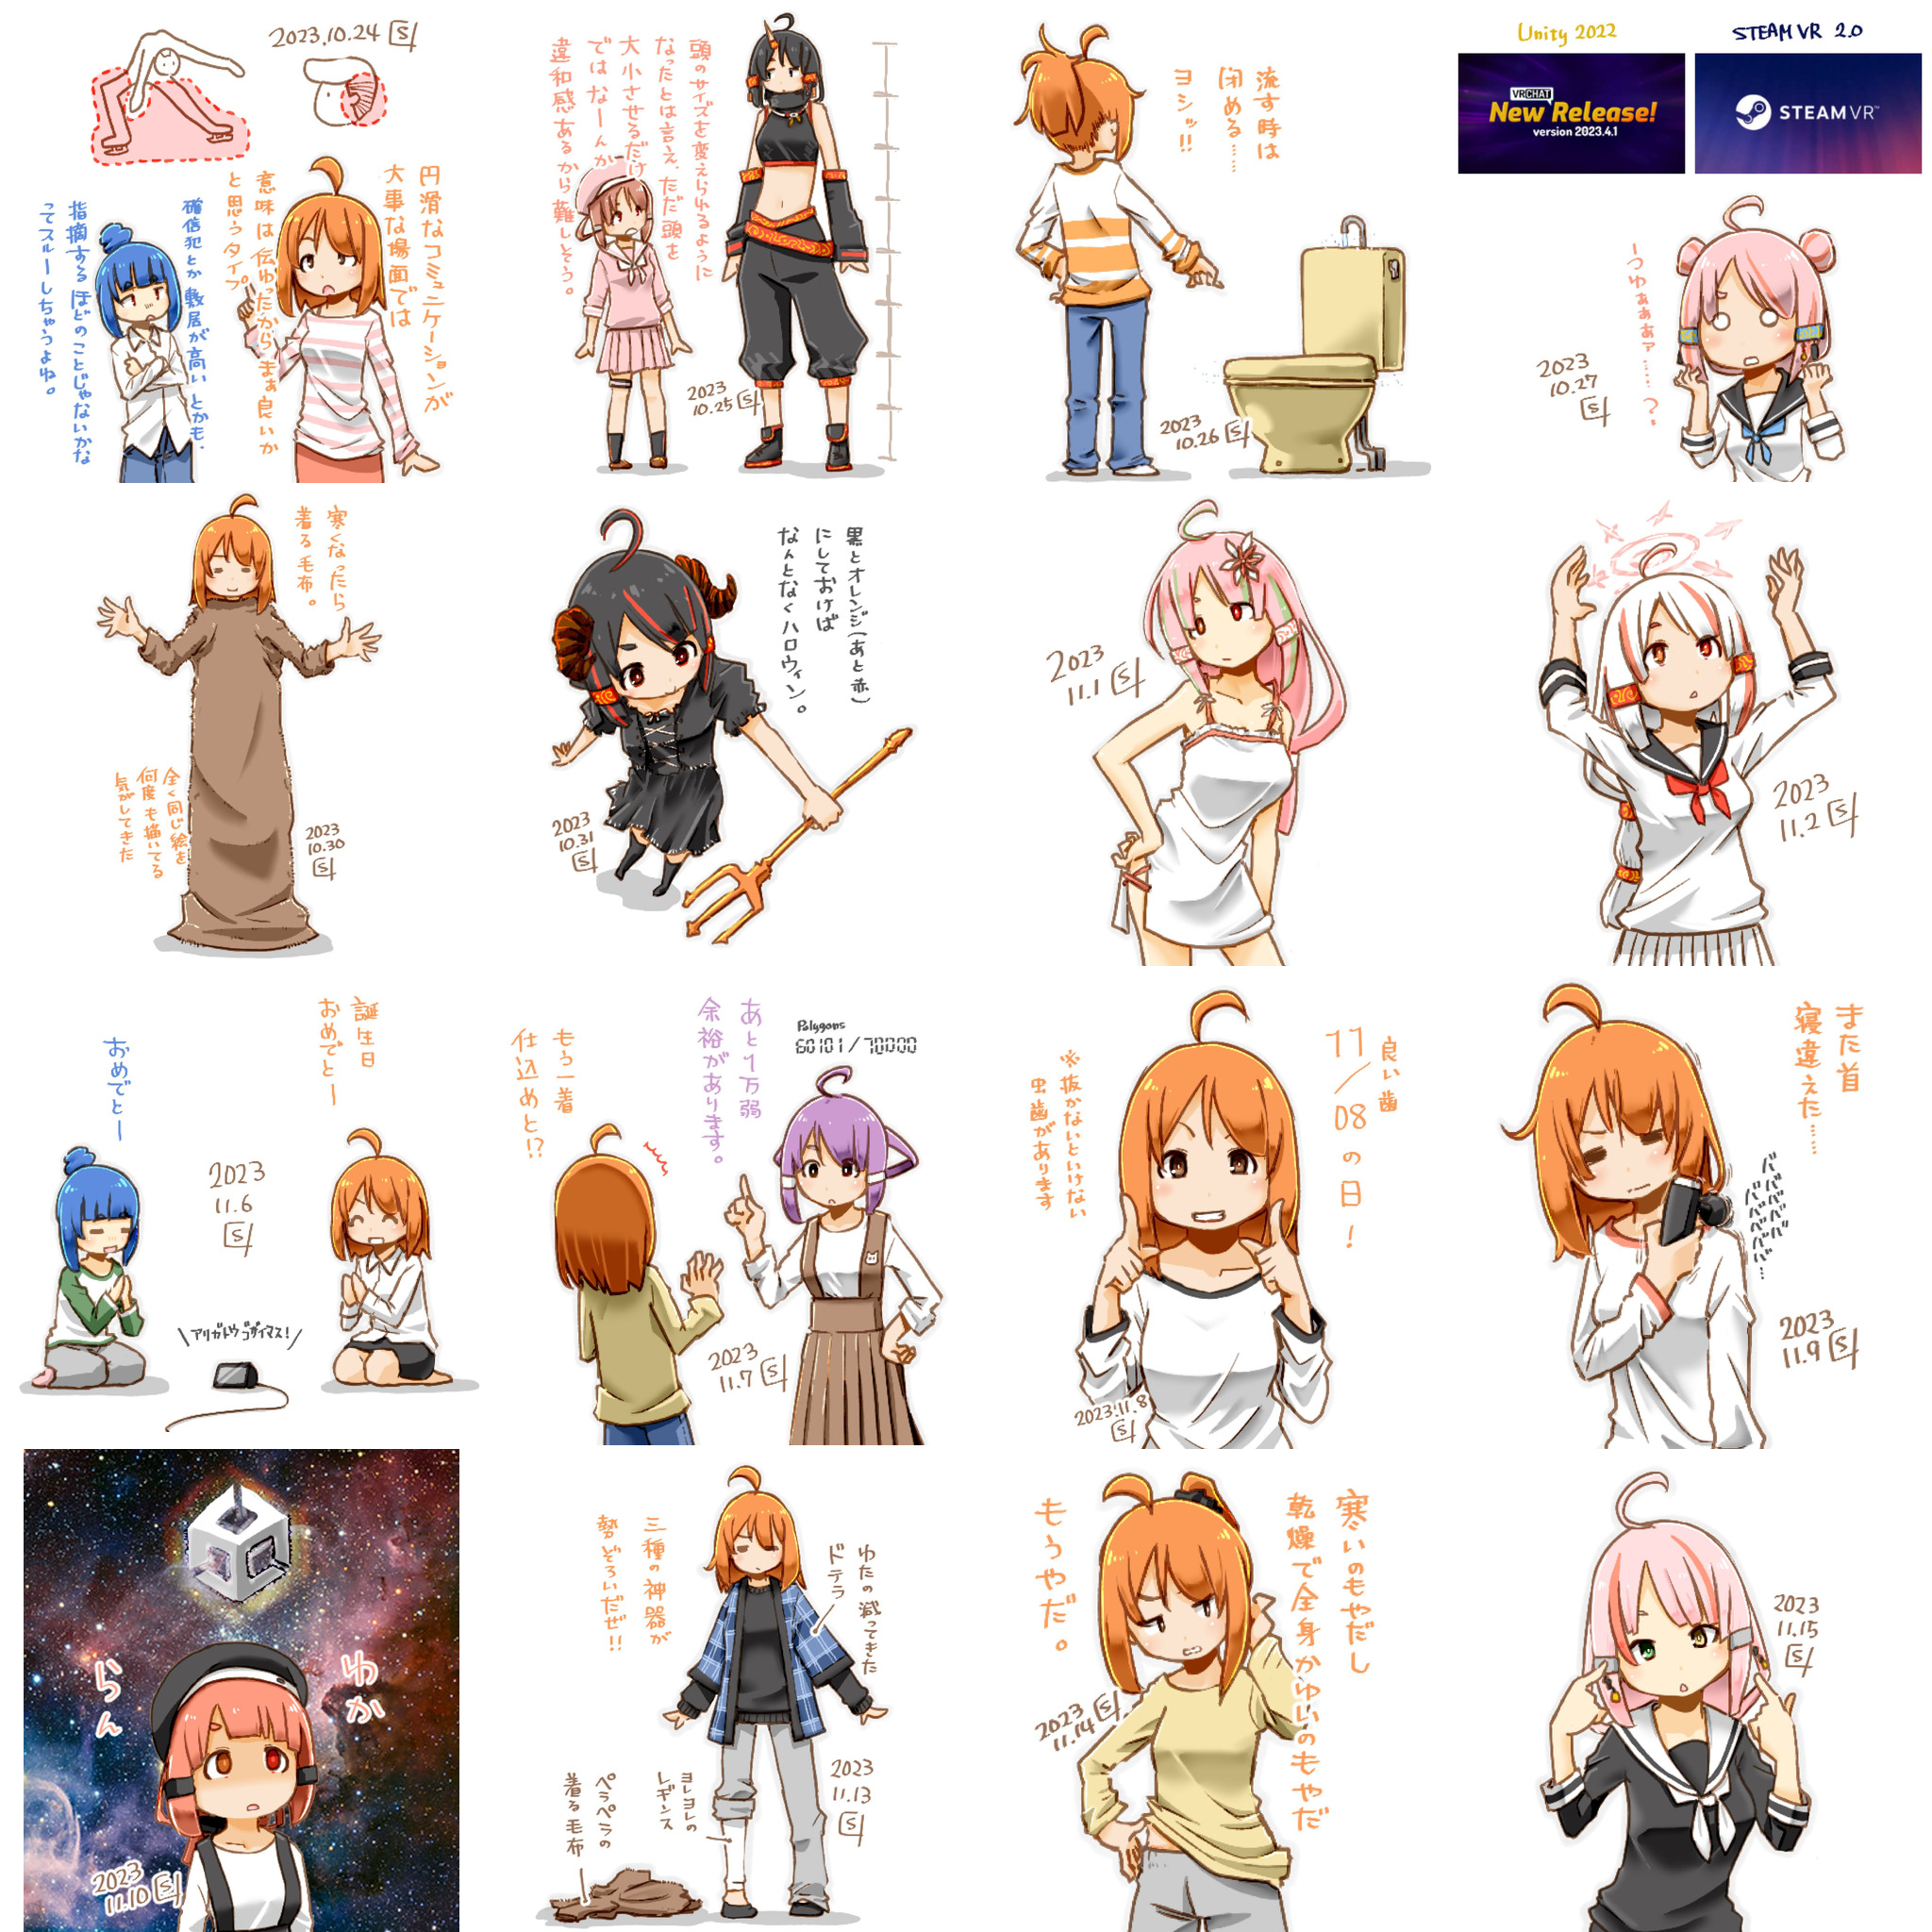 2023.10.24 S
円滑なコミュニケーションが
大事な場面では
意味は伝わったからまぁ良いか
と思うタイプ
確信犯とか敷居が高いとかも、
指摘するほどのことじゃないかな
ってスルーしちゃうよね。
頭のサイズを変えられるように
なったとは言え、ただ頭を
大小させるだけ
ではなーんか
違和感あるから難しそう。
2023
10.25 S
流す時は
閉める……
ヨシッ!!
2023
10.26 S
Unity 2022
STEAM VR 2.0
VRCHAT
New Release!
version 2023.4.1
STEAM VR™
ーつゅぁぁぁァ……?
2023
10.27
S
寒くなったら
着る毛布。
全く同じ絵を
何度も描いてる
気がしてきた
2023
10.30
S
黒とオレンジ(あと赤)
にしておけば
なんとなくハロウィン。
2023
10.31
S
2023
11.1 S
2023
11.2 S
誕生日
おめでとー
おめでとー
2023
11.6
S
\アリガトウゴザイマス!/
Polygons
60101/70000
あと1万弱
余裕があります。
もう一着
仕込めと!?
2023
11.7 S
良い歯
11/08の日!
※抜かないといけない
虫歯があります
2023.11.8
S
また首
寝違えた……
バババババババババババ…
2023
11.9 S
わか
らん
2023
11.10 S
わたの減ってきた
ドテラ
三種の神器が
勢ぞろいだぜ!!
ヨレヨレの
レギンス
ペラペラの
着る毛布
2023
11.13
S
寒いのもやだし
乾燥で全身かゆいのもやだ
もうやだ。
2023
11.14 S
2023
11.15
S